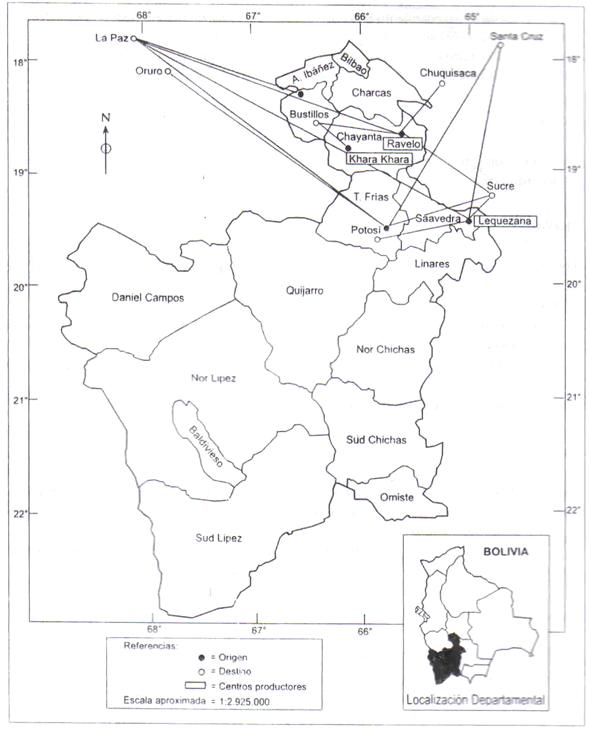 68°
67°
66°
65°
La Paz
Santa Cruz
Bilbao
18°
18°
A. Ibáñez
Oruro
Chuquisaca
Charcas
Bustillos
N
Chayanta
Ravelo
Khara Khara
19°
19°
Sucre
T. Frias
Saavedra
Lequezana
Potosí
Linares
20°
20°
Daniel Campos
Quijarro
Nor Chichas
Nor Lipez
21°
21°
Baldivieso
Sud Chichas
Omiste
22°
22°
Sud Lipez
BOLIVIA
68°
67°
66°
Referencias:
= Origen
= Destino
= Centros productores
Escala aproximada = 1:2.925.000
Localización Departamental